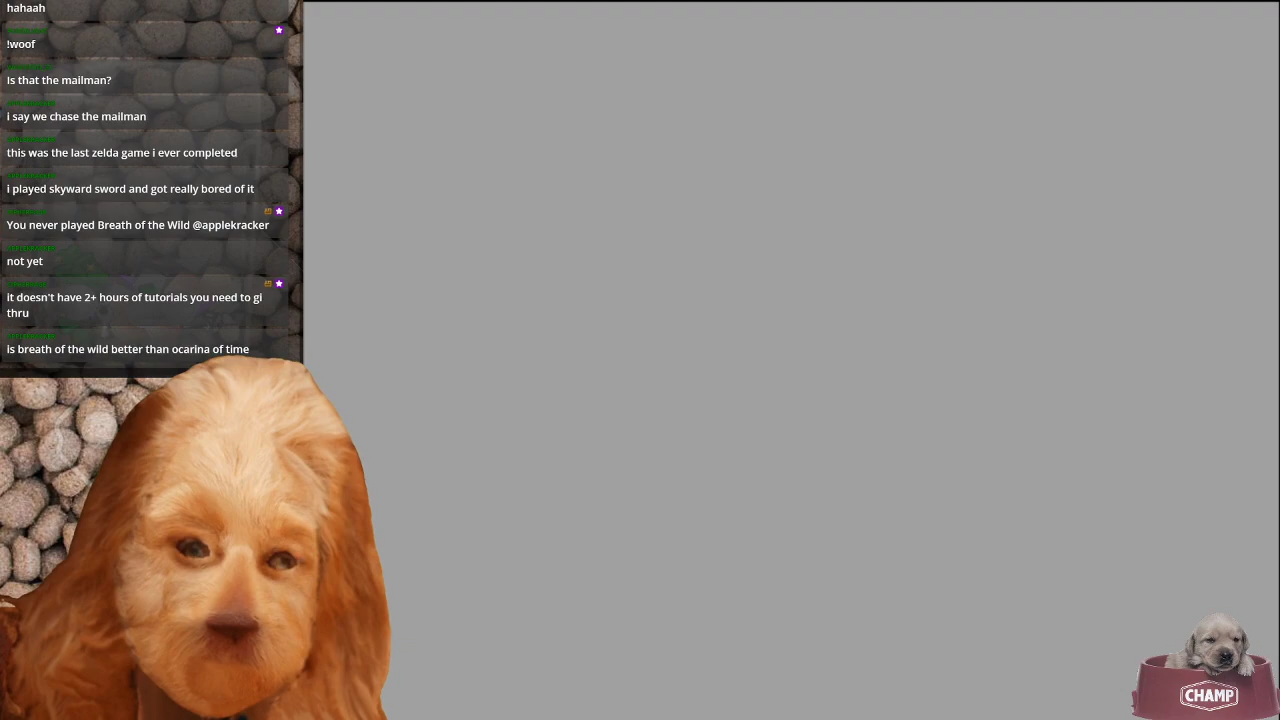 hahaah
!woof
Is that the mailman?
i say we chase the mailman
this was the last zelda game i ever completed
i played skyward sword and got really bored of it
You never played Breath of the Wild @applekracker
not yet
it doesn't have 2+ hours of tutorials you need to gi
thru
is breath of the wild better than ocarina of time
CHAMP